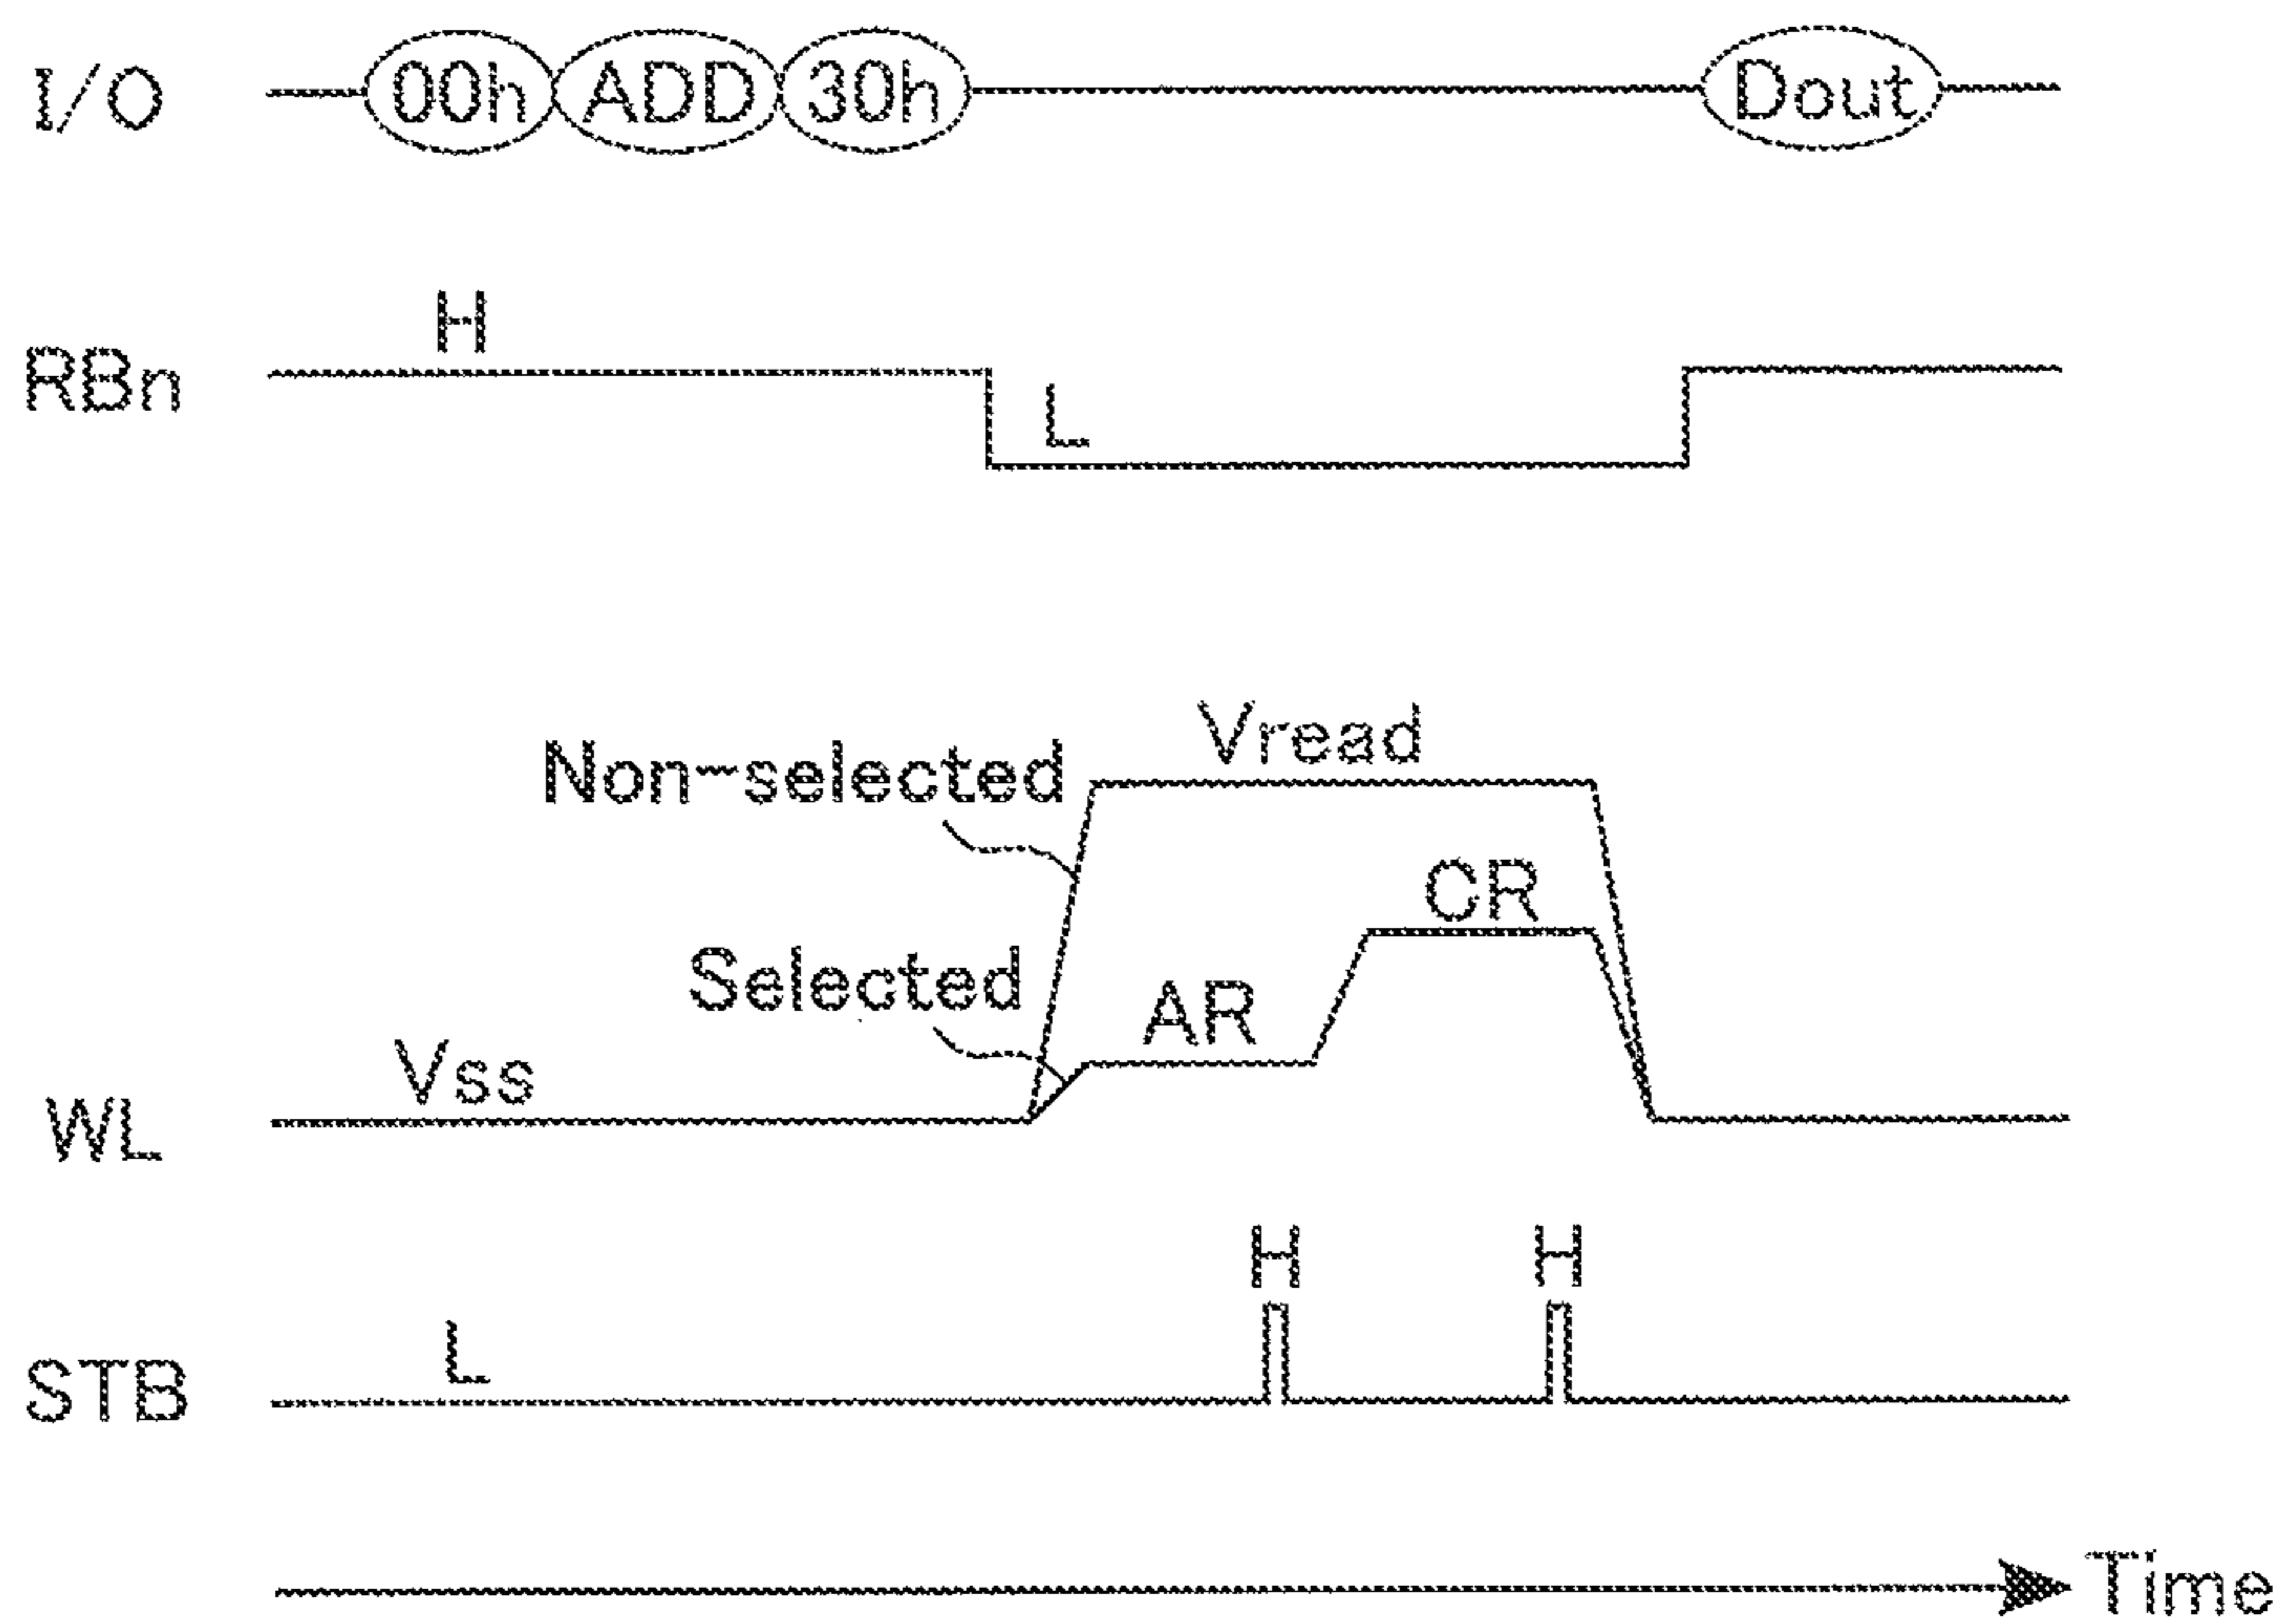 I/O 00h ADD 30h Dout
H
RBn
L
Vread
Non-selected
CR
Selected
AR
Vss
WL
H H
L
STB
Time